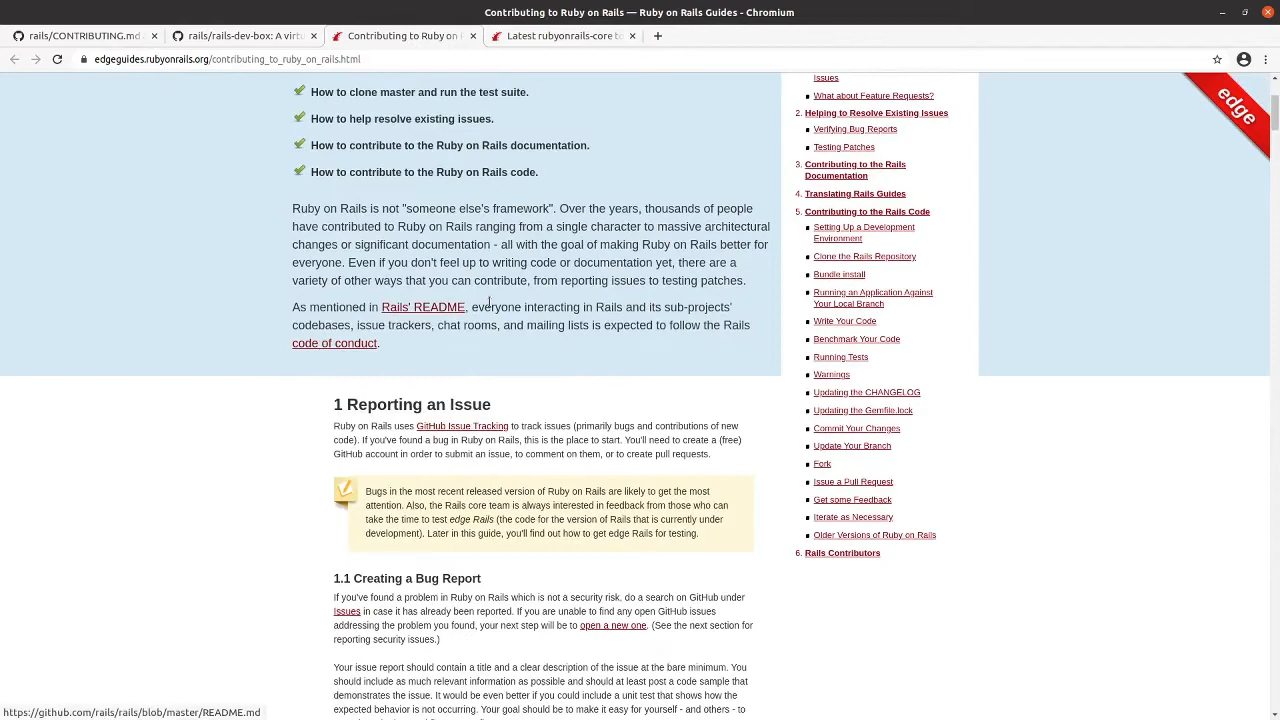 Contributing to Ruby on Rails — Ruby on Rails Guides - Chromium
rails/CONTRIBUTING.md
rails/rails-dev-box: A virtu
Contributing to Ruby on
Latest rubyonrails-core to
edgeguides.rubyonrails.org/contributing_to_ruby_on_rails.html
How to clone master and run the test suite.
How to help resolve existing issues.
How to contribute to the Ruby on Rails documentation.
How to contribute to the Ruby on Rails code.
Ruby on Rails is not "someone else's framework". Over the years, thousands of people
have contributed to Ruby on Rails ranging from a single character to massive architectural
changes or significant documentation - all with the goal of making Ruby on Rails better for
everyone. Even if you don't feel up to writing code or documentation yet, there are a
variety of other ways that you can contribute, from reporting issues to testing patches.
As mentioned in Rails' README, everyone interacting in Rails and its sub-projects'
codebases, issue trackers, chat rooms, and mailing lists is expected to follow the Rails
code of conduct.
Issues
What about Feature Requests?
2. Helping to Resolve Existing Issues
Verifying Bug Reports
Testing Patches
3. Contributing to the Rails
Documentation
4. Translating Rails Guides
5. Contributing to the Rails Code
Setting Up a Development
Environment
Clone the Rails Repository
Bundle install
Running an Application Against
Your Local Branch
Write Your Code
Benchmark Your Code
Running Tests
Warnings
Updating the CHANGELOG
Updating the Gemfile.lock
Commit Your Changes
Update Your Branch
Fork
Issue a Pull Request
Get some Feedback
Iterate as Necessary
Older Versions of Ruby on Rails
6. Rails Contributors
edge
1 Reporting an Issue
Ruby on Rails uses GitHub Issue Tracking to track issues (primarily bugs and contributions of new
code). If you've found a bug in Ruby on Rails, this is the place to start. You'll need to create a (free)
GitHub account in order to submit an issue, to comment on them, or to create pull requests.
Bugs in the most recent released version of Ruby on Rails are likely to get the most
attention. Also, the Rails core team is always interested in feedback from those who can
take the time to test edge Rails (the code for the version of Rails that is currently under
development). Later in this guide, you'll find out how to get edge Rails for testing.
1.1 Creating a Bug Report
If you've found a problem in Ruby on Rails which is not a security risk, do a search on GitHub under
Issues in case it has already been reported. If you are unable to find any open GitHub issues
addressing the problem you found, your next step will be to open a new one. (See the next section for
reporting security issues.)
Your issue report should contain a title and a clear description of the issue at the bare minimum. You
should include as much relevant information as possible and should at least post a code sample that
demonstrates the issue. It would be even better if you could include a unit test that shows how the
expected behavior is not occurring. Your goal should be to make it easy for yourself - and others - to
https://github.com/rails/rails/blob/master/README.md